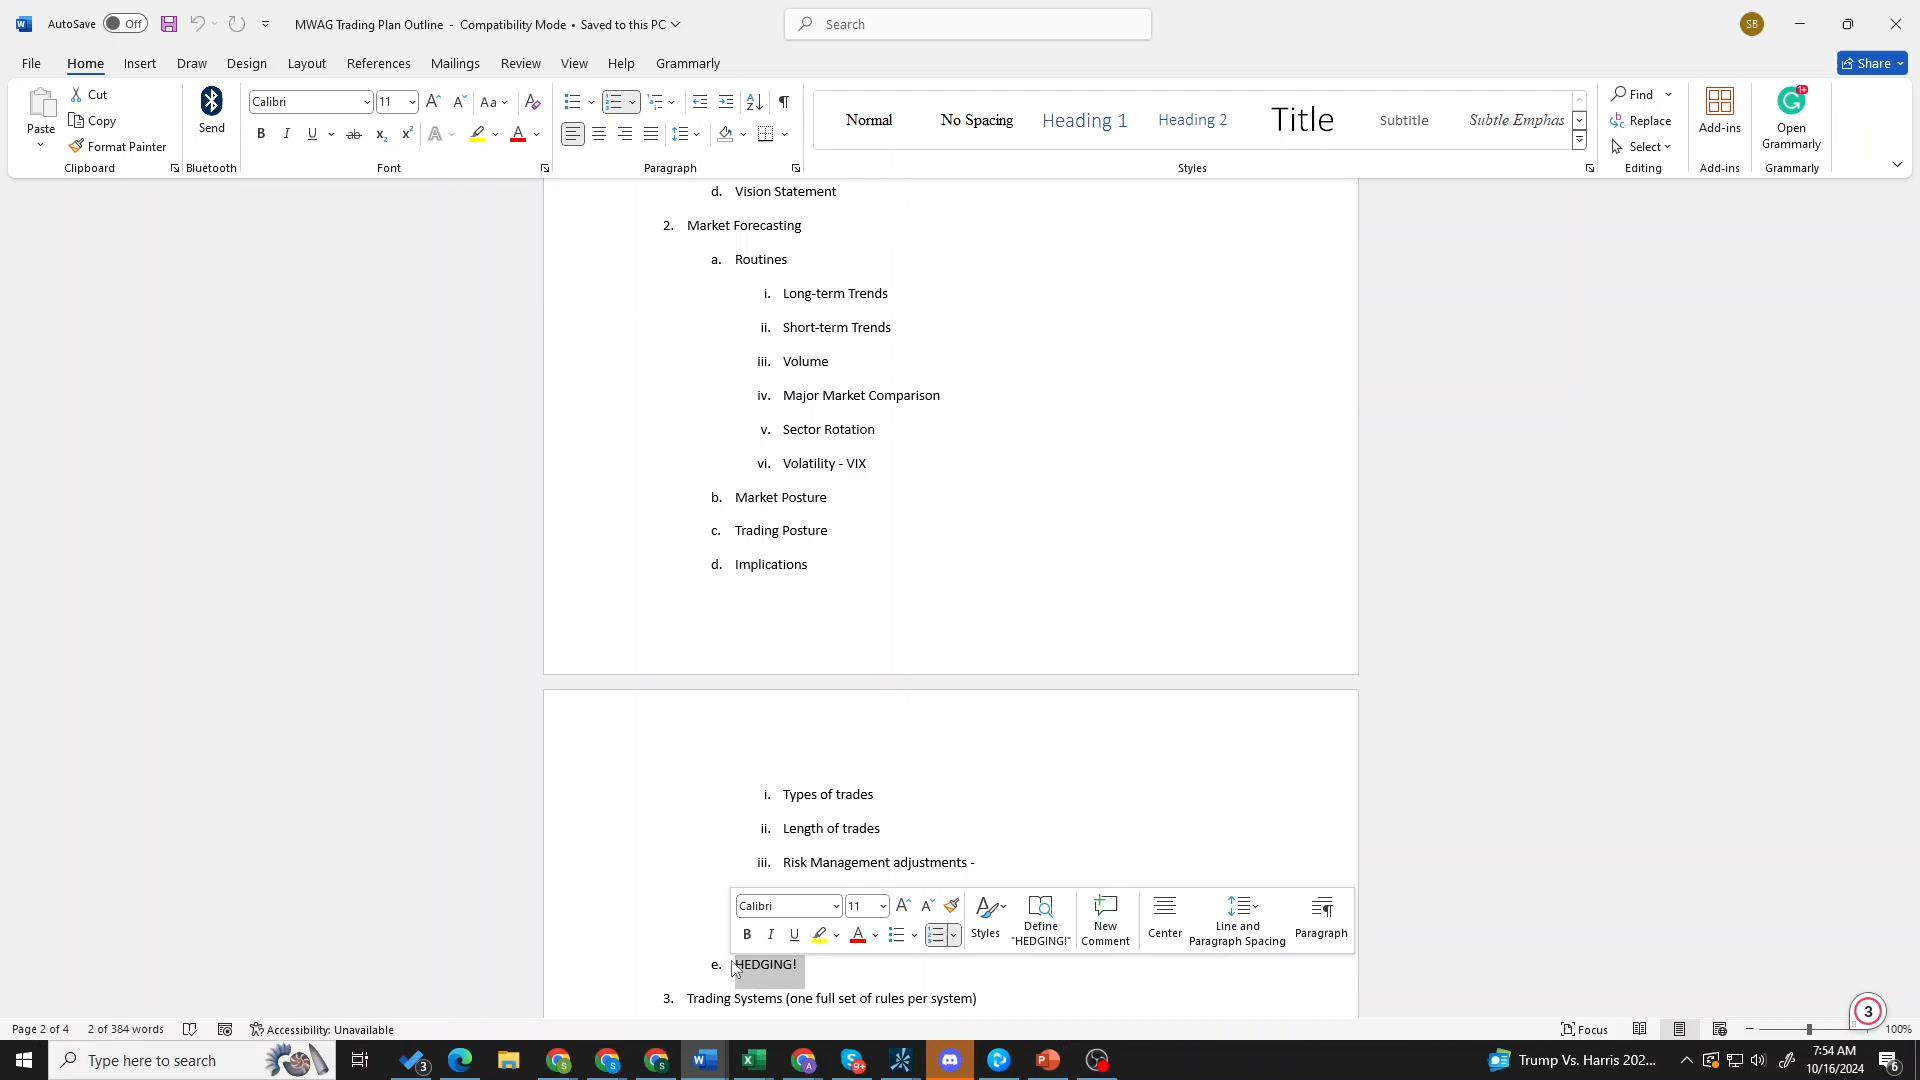 AutoSave Off MWAG Trading Plan Outline - Compatibility Mode • Saved to this PC Search SB
File Home Insert Draw Design Layout References Mailings Review View Help Grammarly Share
Paste Cut Copy Format Painter Clipboard
Send Bluetooth
Calibri 11 Aa B I U ab x₂ x² A A Font
Paragraph
Normal No Spacing Heading 1 Heading 2 Title Subtitle Subtle Emphas Styles
Find Replace Select Editing
Add-ins Add-ins
Open Grammarly Grammarly
d. Vision Statement
2. Market Forecasting
a. Routines
i. Long-term Trends
ii. Short-term Trends
iii. Volume
iv. Major Market Comparison
v. Sector Rotation
vi. Volatility - VIX
b. Market Posture
c. Trading Posture
d. Implications
i. Types of trades
ii. Length of trades
iii. Risk Management adjustments -
Calibri 11 Styles Define "HEDGING!" New Comment Center Line and Paragraph Spacing Paragraph
B I U A
e. HEDGING!
3. Trading Systems (one full set of rules per system)
3
Page 2 of 4 2 of 384 words Accessibility: Unavailable Focus 100%
Type here to search 3 9+ Trump Vs. Harris 202... 7:54 AM 10/16/2024 6